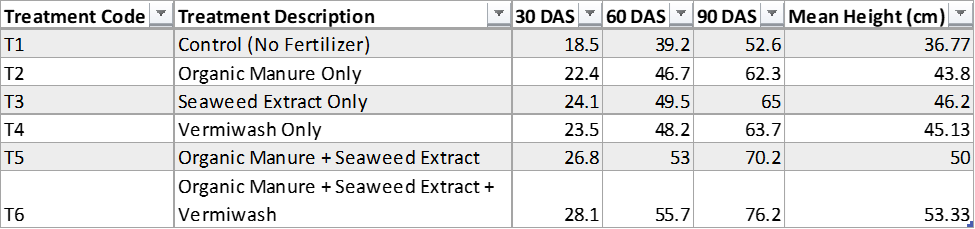 Treatment Code Treatment Description 30 DAS 60 DAS 90 DAS Mean Height (cm)
T1 Control (No Fertilizer) 18.5 39.2 52.6 36.77
T2 Organic Manure Only 22.4 46.7 62.3 43.8
T3 Seaweed Extract Only 24.1 49.5 65 46.2
T4 Vermiwash Only 23.5 48.2 63.7 45.13
T5 Organic Manure + Seaweed Extract 26.8 53 70.2 50
Organic Manure + Seaweed Extract +
T6 Vermiwash 28.1 55.7 76.2 53.33